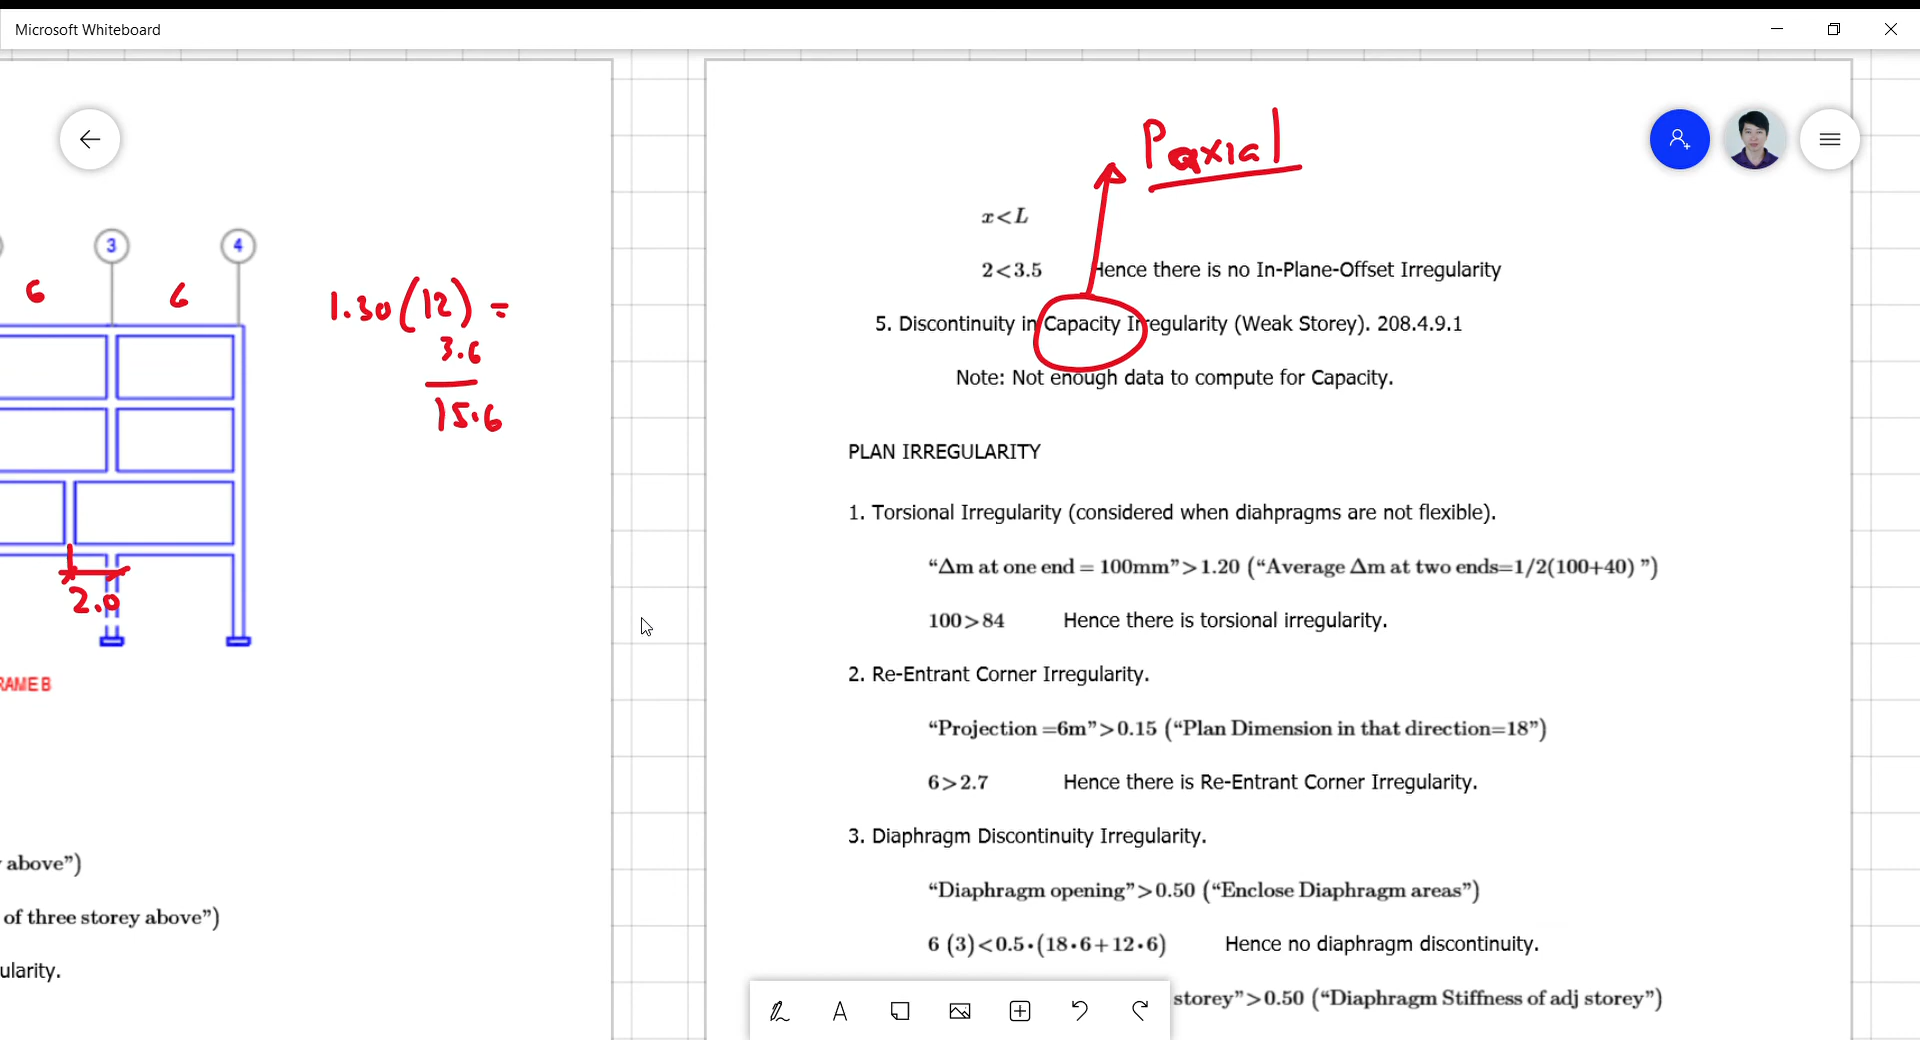 Microsoft Whiteboard
3
4
6
6
1.30(12) =
3.6
15.6
2.0
RAME B
above”)
of three storey above”)
ularity.
Paxial
x<L
2<3.5 Hence there is no In-Plane-Offset Irregularity
5. Discontinuity in Capacity Irregularity (Weak Storey). 208.4.9.1
Note: Not enough data to compute for Capacity.
PLAN IRREGULARITY
1. Torsional Irregularity (considered when diahpragms are not flexible).
“Δm at one end = 100mm”>1.20 (“Average Δm at two ends=1/2(100+40) ”)
100>84 Hence there is torsional irregularity.
2. Re-Entrant Corner Irregularity.
“Projection =6m”>0.15 (“Plan Dimension in that direction=18”)
6>2.7 Hence there is Re-Entrant Corner Irregularity.
3. Diaphragm Discontinuity Irregularity.
“Diaphragm opening”>0.50 (“Enclose Diaphragm areas”)
6 (3)<0.5•(18•6+12•6) Hence no diaphragm discontinuity.
storey”>0.50 (“Diaphragm Stiffness of adj storey”)